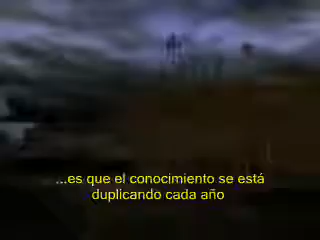 ...es que el conocimiento se está
duplicando cada año